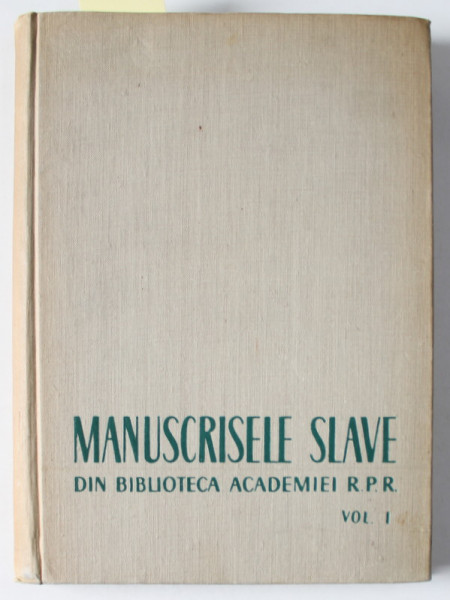 MANUSCRISELE SLAVE
DIN BIBLIOTECA ACADEMIEI R.P.R.
VOL. I